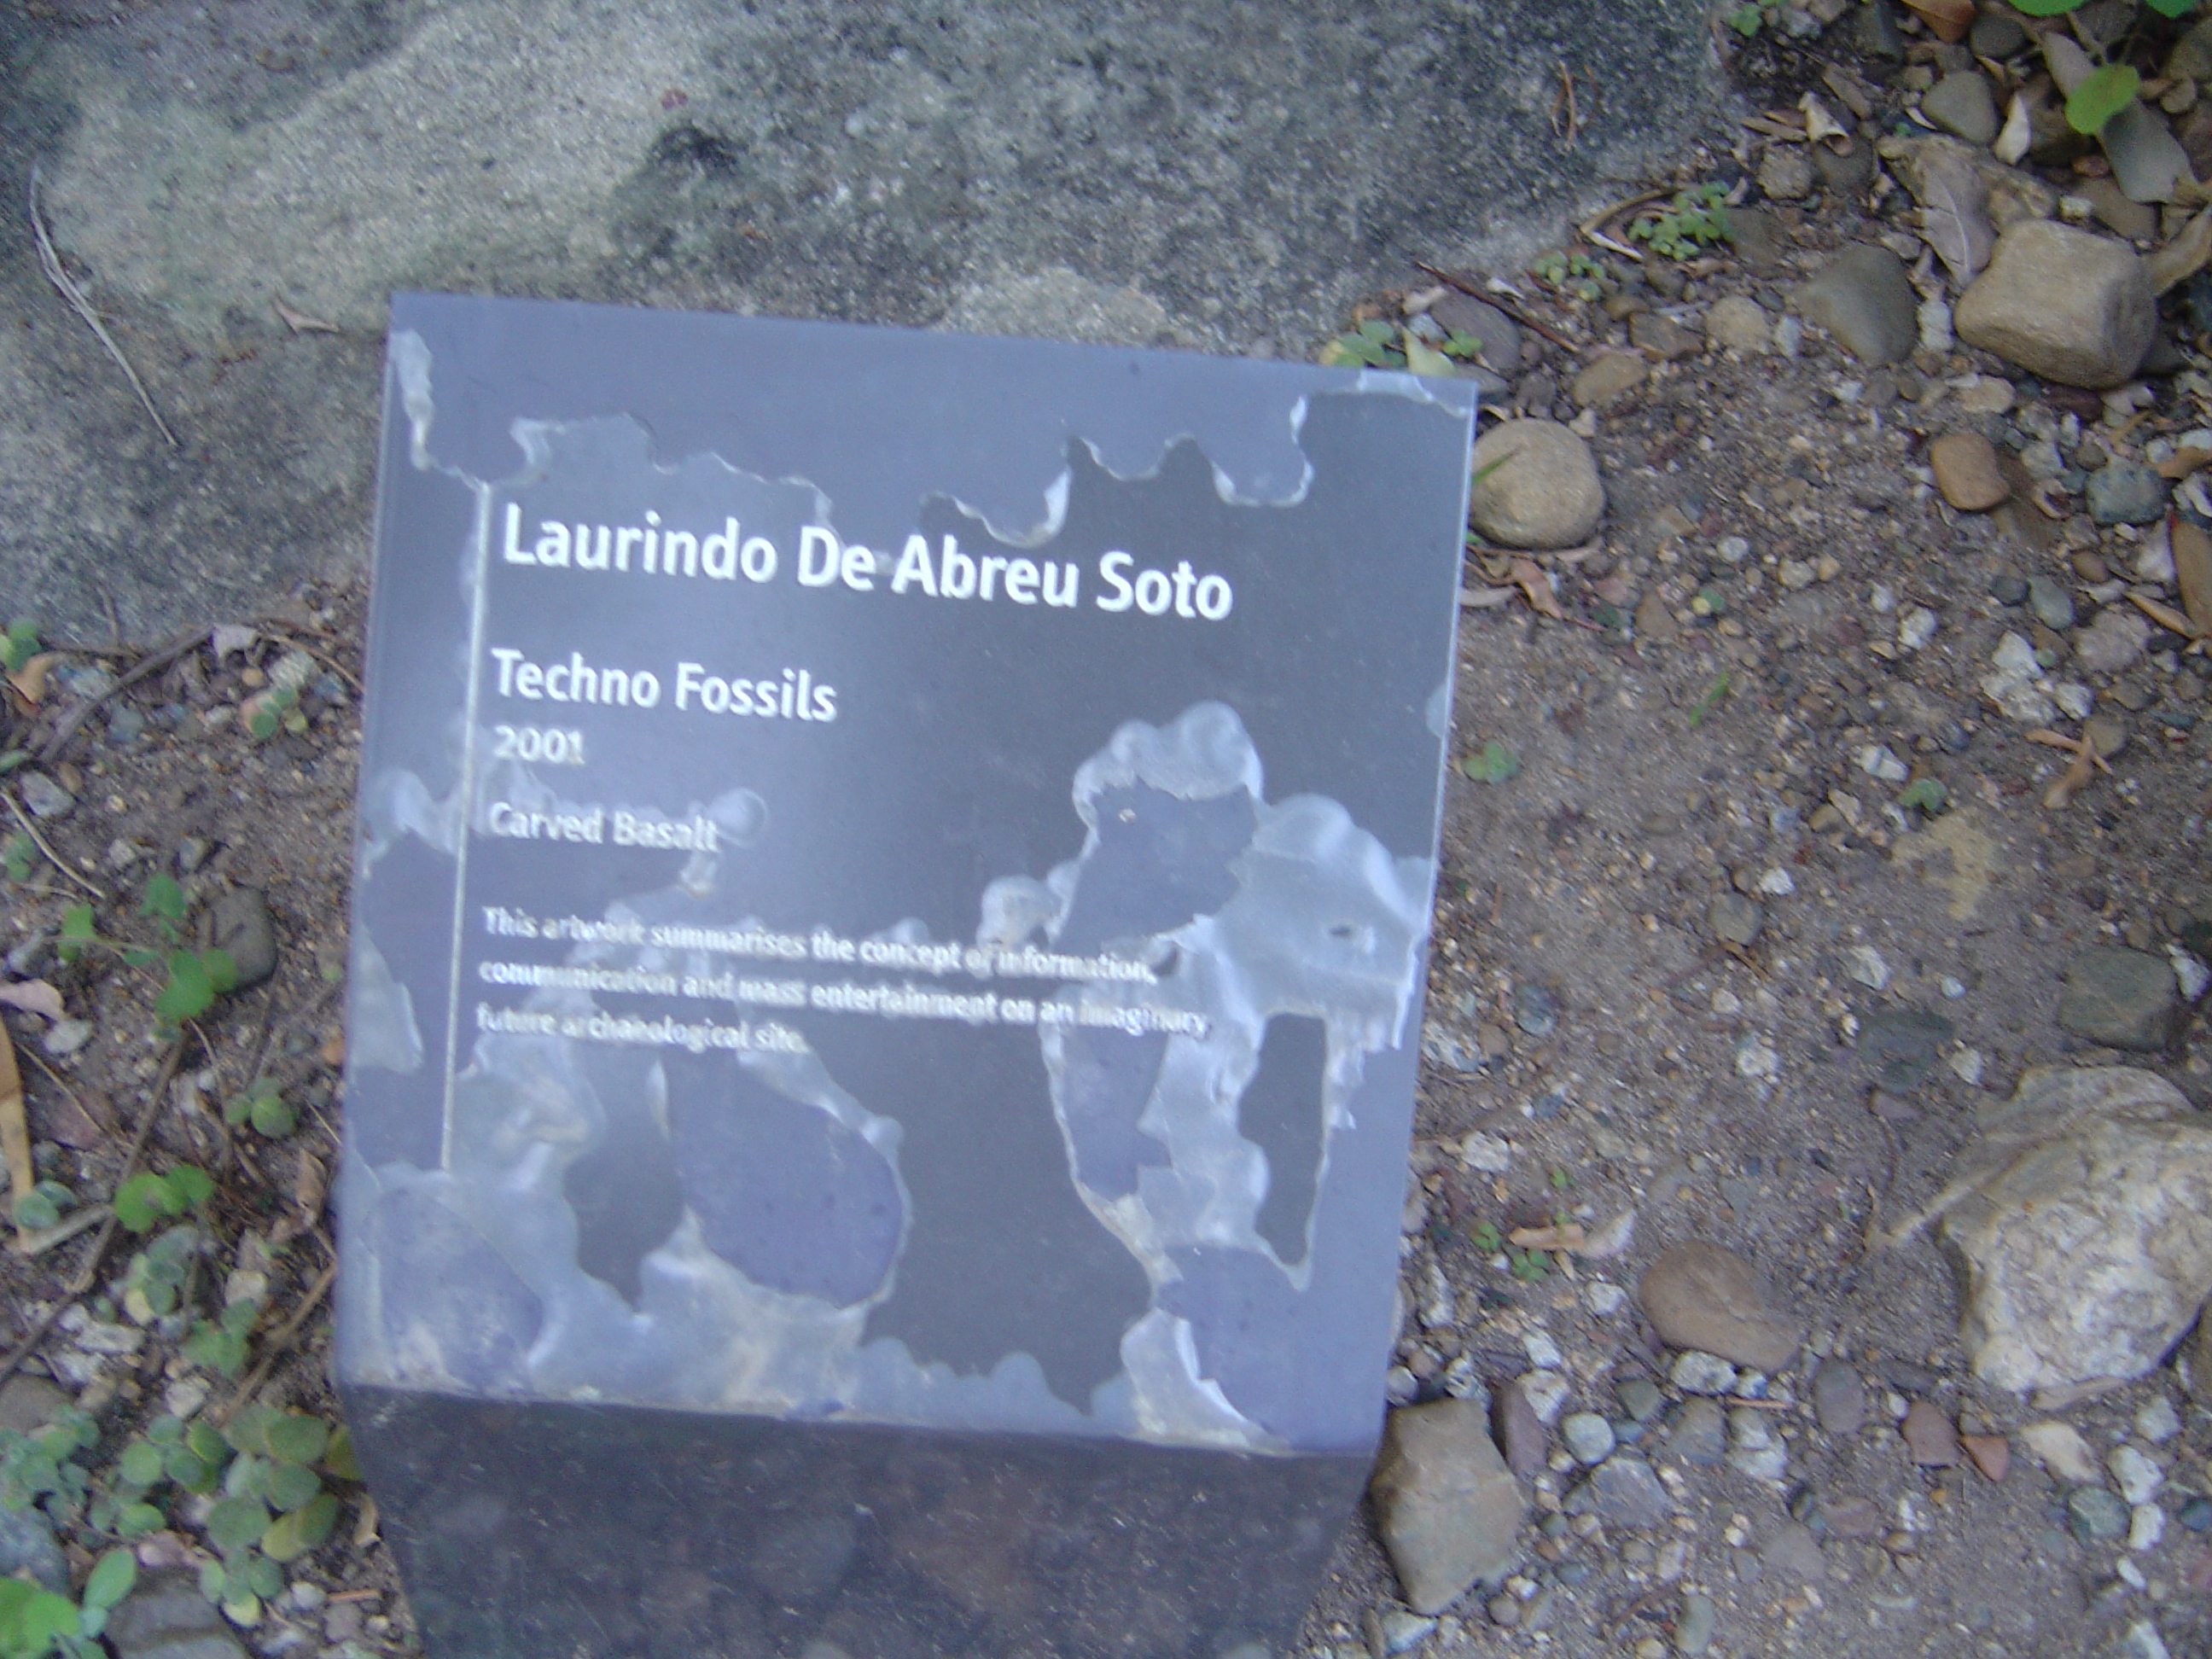 Laurindo De Abreu Soto
Techno Fossils
2001
Carved Basalt
This artwork summarises the concept of information,
communication and mass entertainment on an imaginary
future archaeological site.